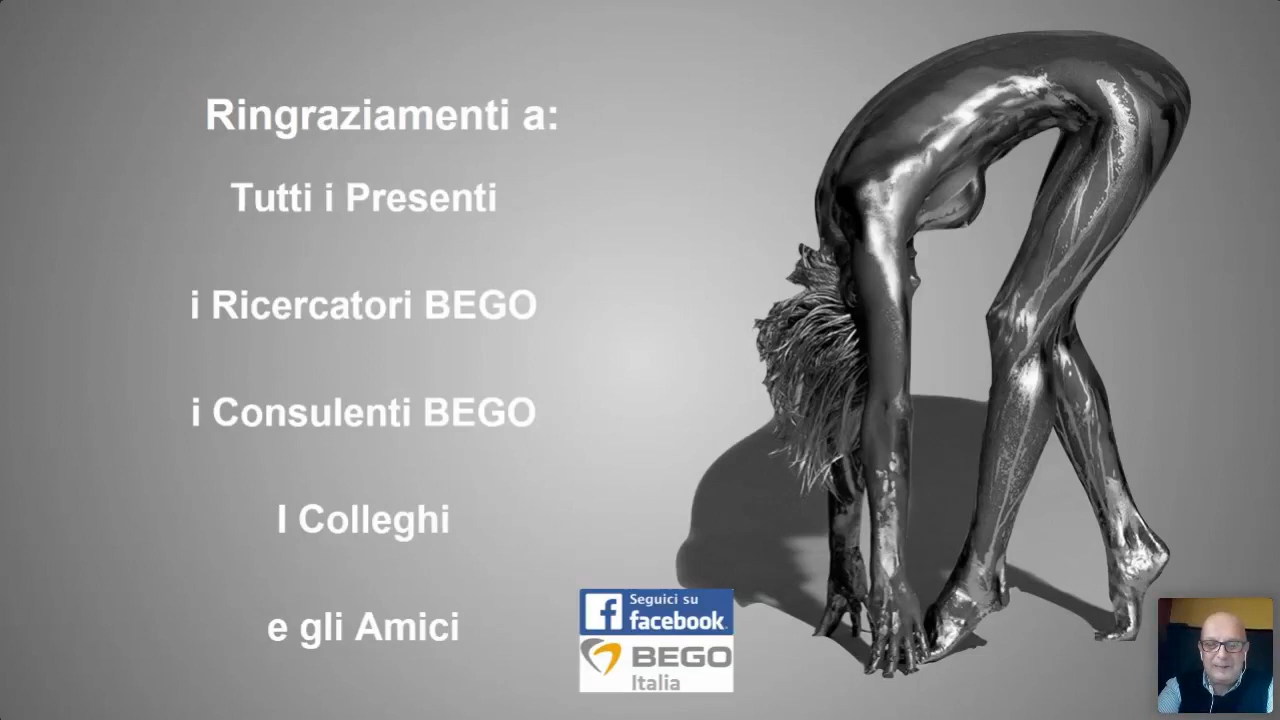 Ringraziamenti a:
Tutti i Presenti
i Ricercatori BEGO
i Consulenti BEGO
I Colleghi
e gli Amici
Seguici su
facebook
BEGO
Italia